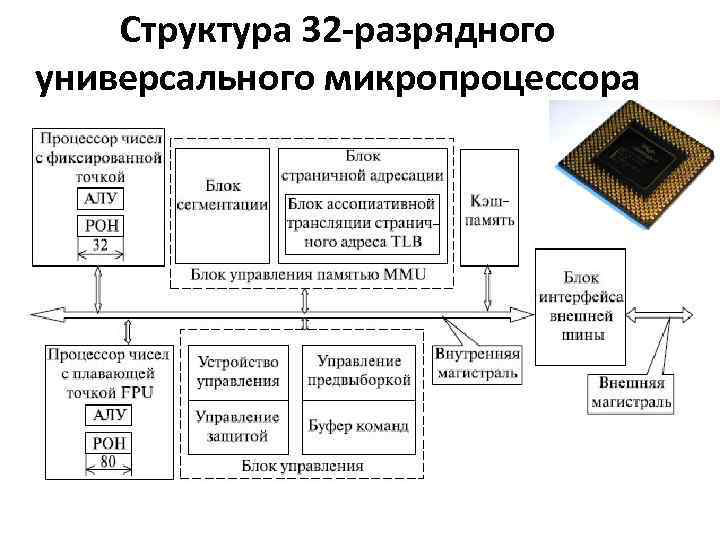 Структура 32-разрядного
универсального микропроцессора
Процессор чисел
с фиксированной
точкой
АЛУ
РОН
32
Блок
сегментации
Блок
страничной адресации
Блок ассоциативной
трансляции странич-
ного адреса TLB
Блок управления памятью MMU
Кэш-
память
Блок
интерфейса
внешней
шины
Внутренняя
магистраль
Внешняя
магистраль
Процессор чисел
с плавающей
точкой FPU
АЛУ
РОН
80
Устройство
управления
Управление
предвыборкой
Управление
защитой
Буфер команд
Блок управления